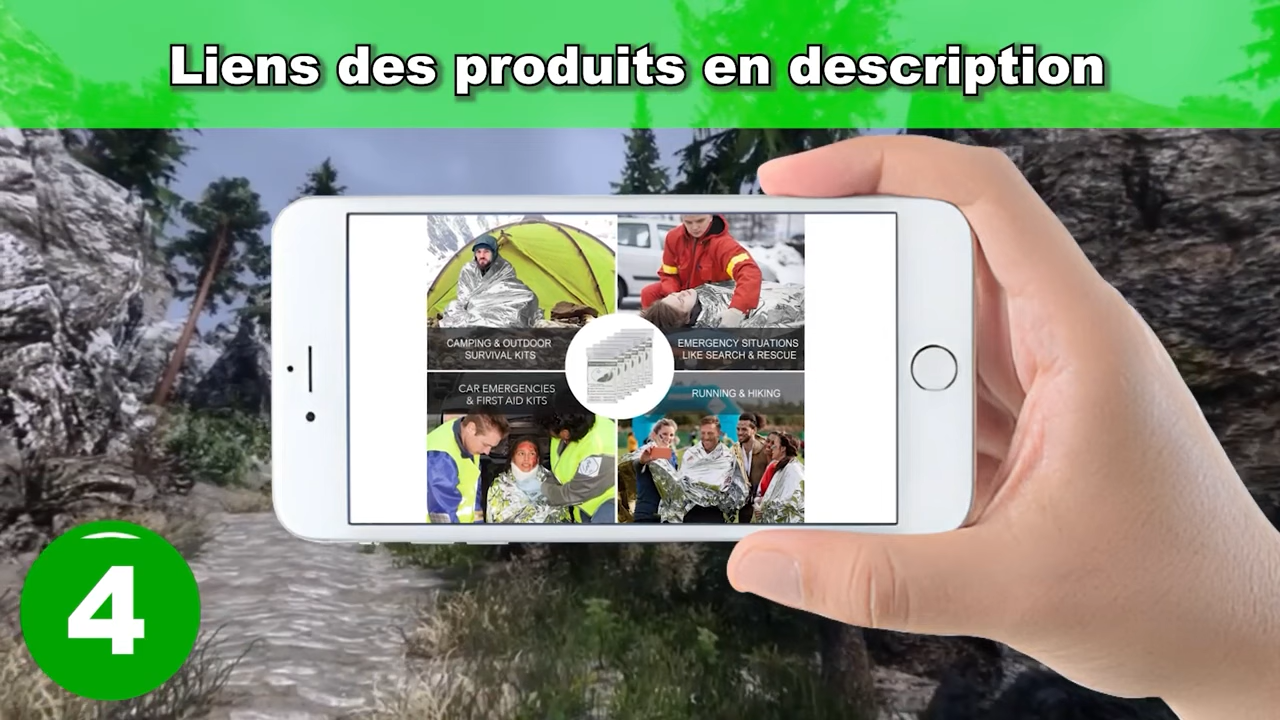 Liens des produits en description
CAMPING & OUTDOOR
SURVIVAL KITS
EMERGENCY SITUATIONS
LIKE SEARCH & RESCUE
CAR EMERGENCIES
& FIRST AID KITS
RUNNING & HIKING
4